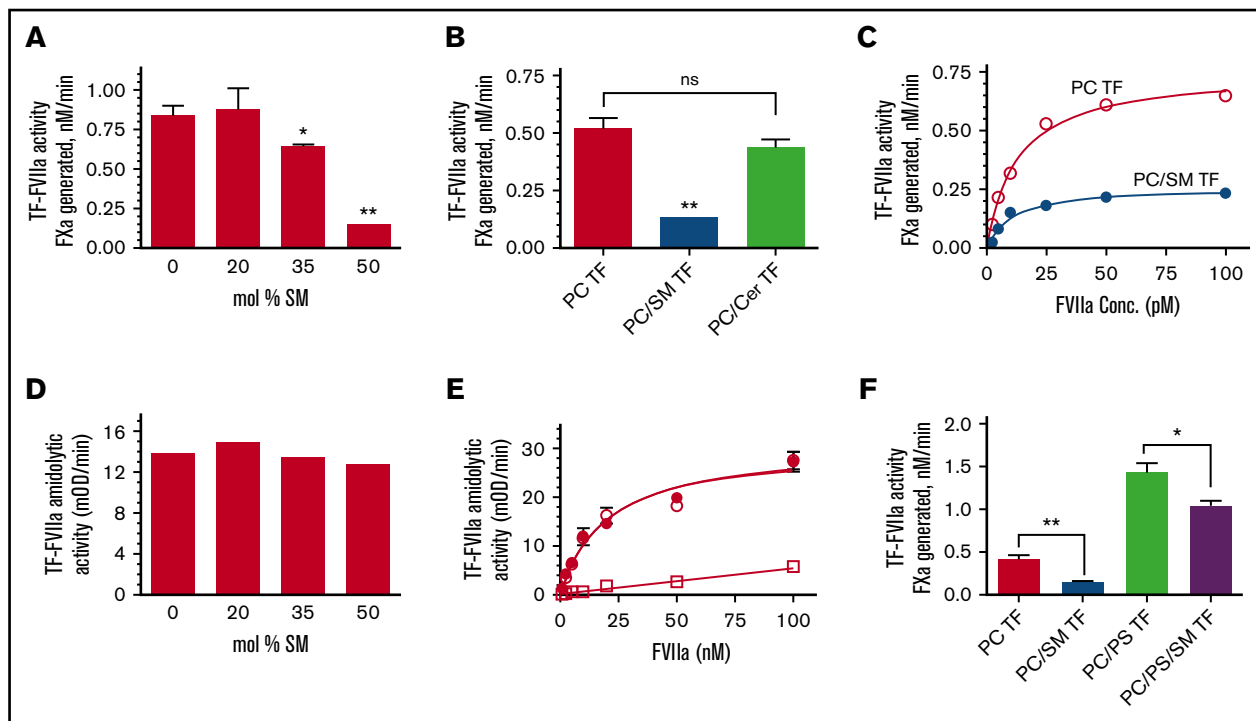 A
TF-FVIIa activity
FXa generated, nM/min
1.00
0.75
0.50
0.25
0.00
*
**
0 20 35 50
mol % SM
B
TF-FVIIa activity
FXa generated, nM/min
0.75
0.50
0.25
0.00
ns
**
PC TF
PC/SM TF
PC/Cer TF
C
TF-FVIIa activity
FXa generated, nM/min
0.75
0.50
0.25
0.00
PC TF
PC/SM TF
0 25 50 75 100
FVIIa Conc. (pM)
D
TF-FVIIa amidolytic
activity (mOD/min)
16
12
8
4
0
0 20 35 50
mol % SM
E
TF-FVIIa amidolytic
activity (mOD/min)
30
20
10
0
0 25 50 75 100
FVIIa (nM)
F
TF-FVIIa activity
FXa generated, nM/min
2.0
1.5
1.0
0.5
0.0
**
*
PC TF
PC/SM TF
PC/PS TF
PC/PS/SM TF